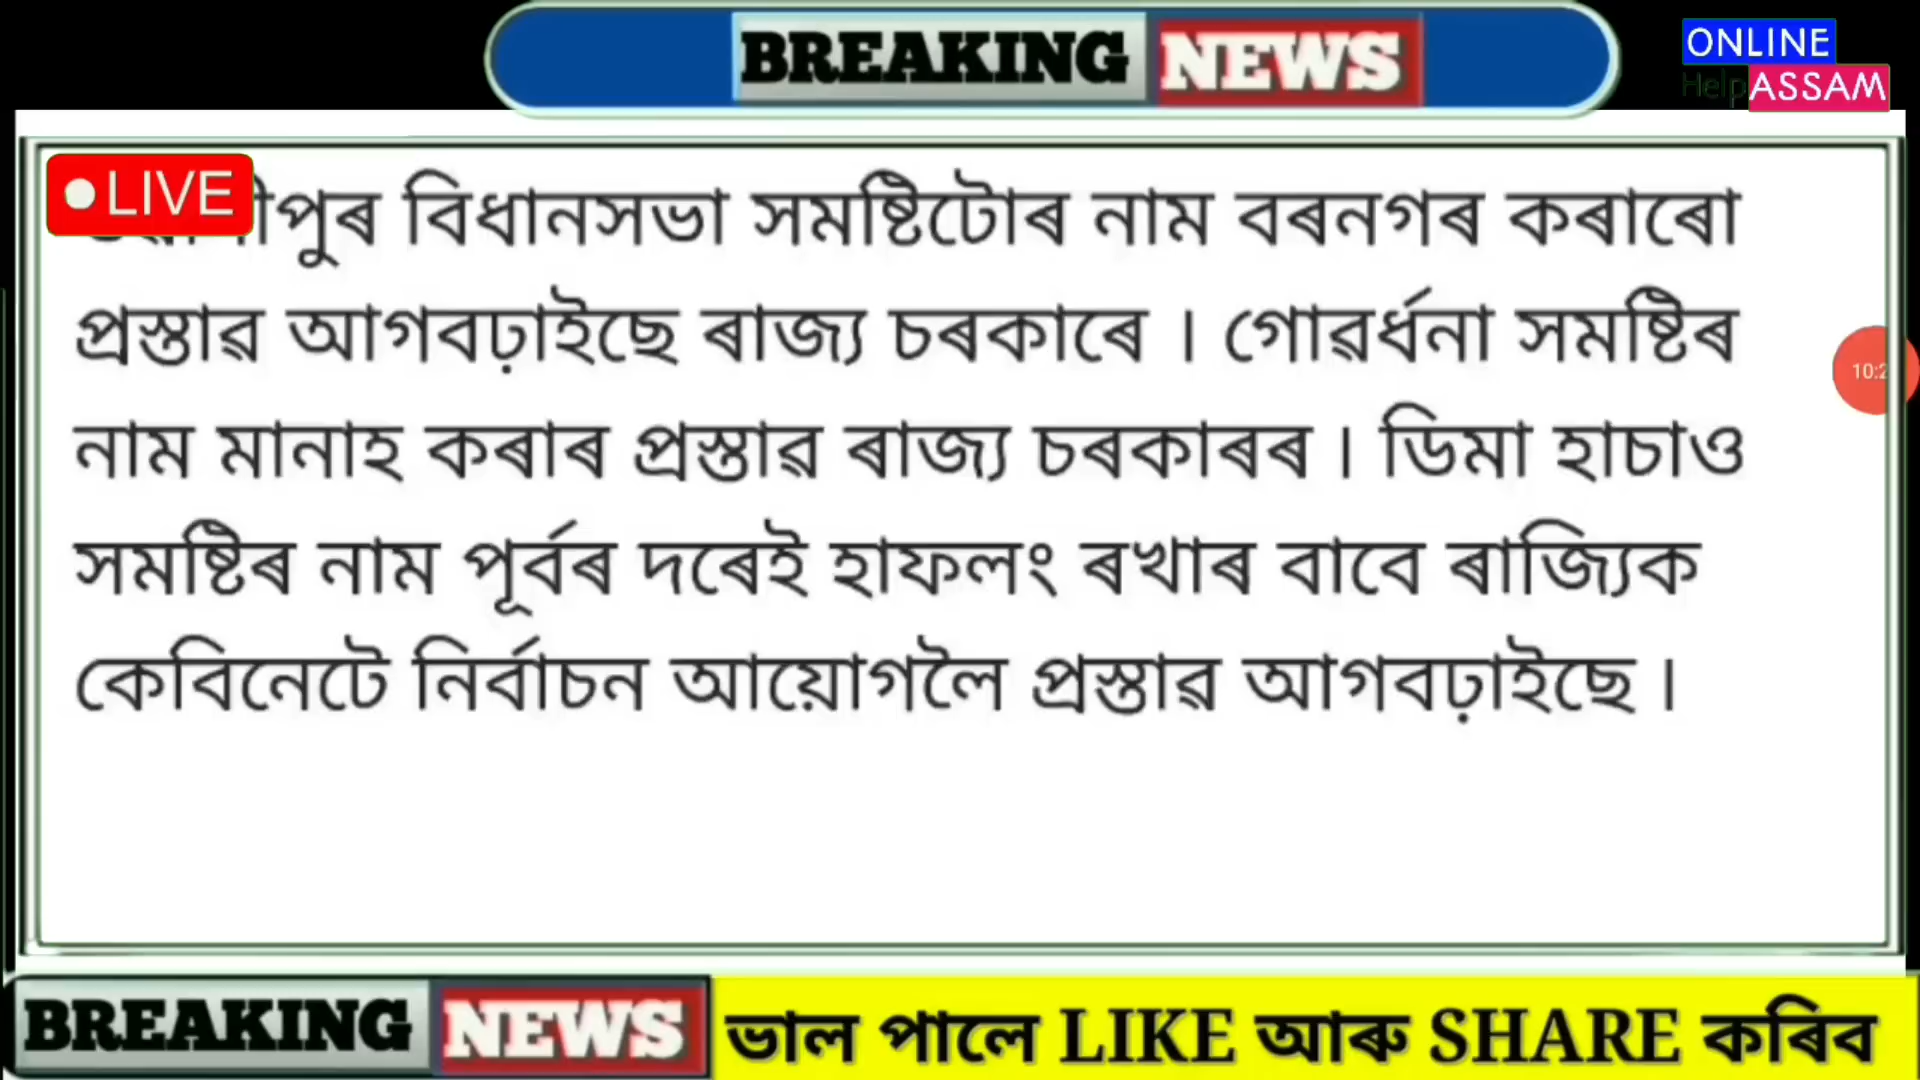 BREAKING NEWS
ONLINE
Help ASSAM
LIVE
বিধানসভা সমষ্টিটোৰ নাম বৰনগৰ কৰাৰো
প্ৰস্তাৱ আগবঢ়াইছে ৰাজ্য চৰকাৰে । গোৱৰ্ধনা সমষ্টিৰ
নাম মানাহ কৰাৰ প্ৰস্তাৱ ৰাজ্য চৰকাৰৰ । ডিমা হাচাও
সমষ্টিৰ নাম পূৰ্বৰ দৰেই হাফলং ৰখাৰ বাবে ৰাজ্যিক
কেবিনেটে নিৰ্বাচন আয়োগলৈ প্ৰস্তাৱ আগবঢ়াইছে ।
BREAKING NEWS ভাল পালে LIKE আৰু SHARE কৰিব